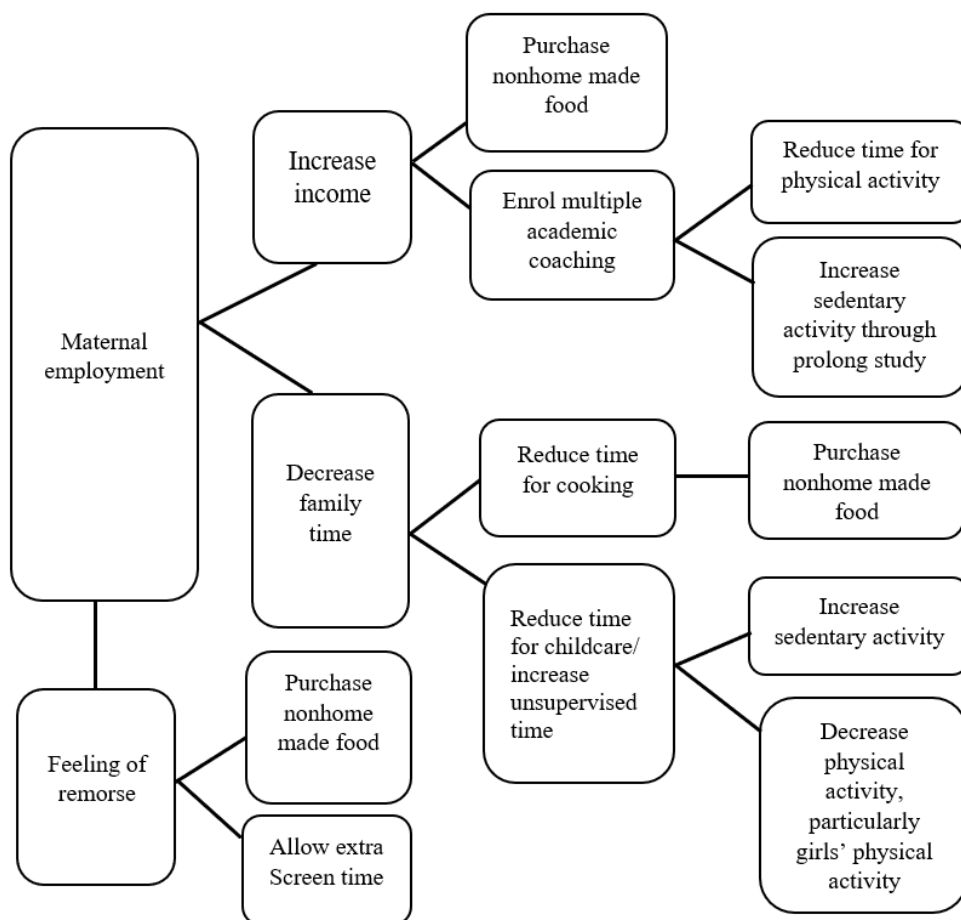 Maternal
employment
Increase
income
Purchase
nonhome made
food
Enrol multiple
academic
coaching
Reduce time for
physical activity
Increase
sedentary
activity through
prolong study
Decrease
family
time
Reduce time
for cooking
Purchase
nonhome made
food
Reduce time
for childcare/
increase
unsupervised
time
Increase
sedentary activity
Decrease
physical
activity,
particularly
girls’ physical
activity
Feeling of
remorse
Purchase
nonhome
made food
Allow extra
Screen time